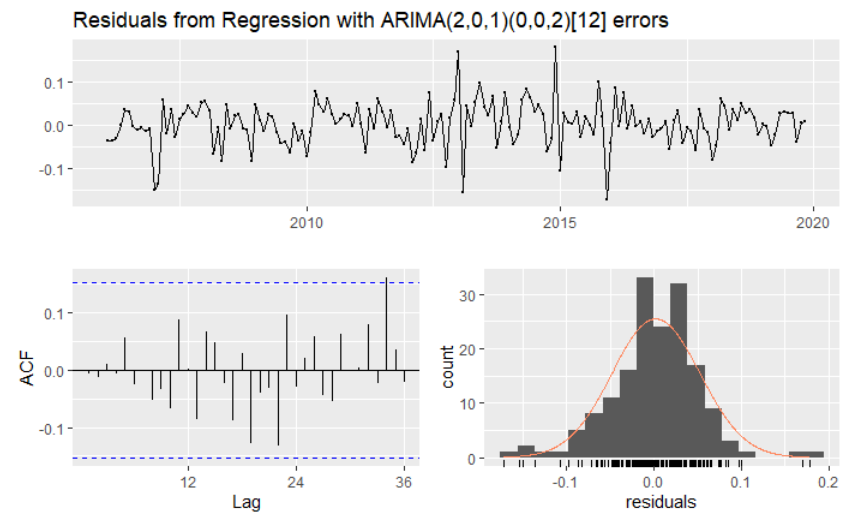 Residuals from Regression with ARIMA(2,0,1)(0,0,2)[12] errors
0.1
0.0
-0.1
2010 2015 2020
0.1
0.0
-0.1
ACF
12 24 36
Lag
30
20
10
0
count
-0.1 0.0 0.1 0.2
residuals